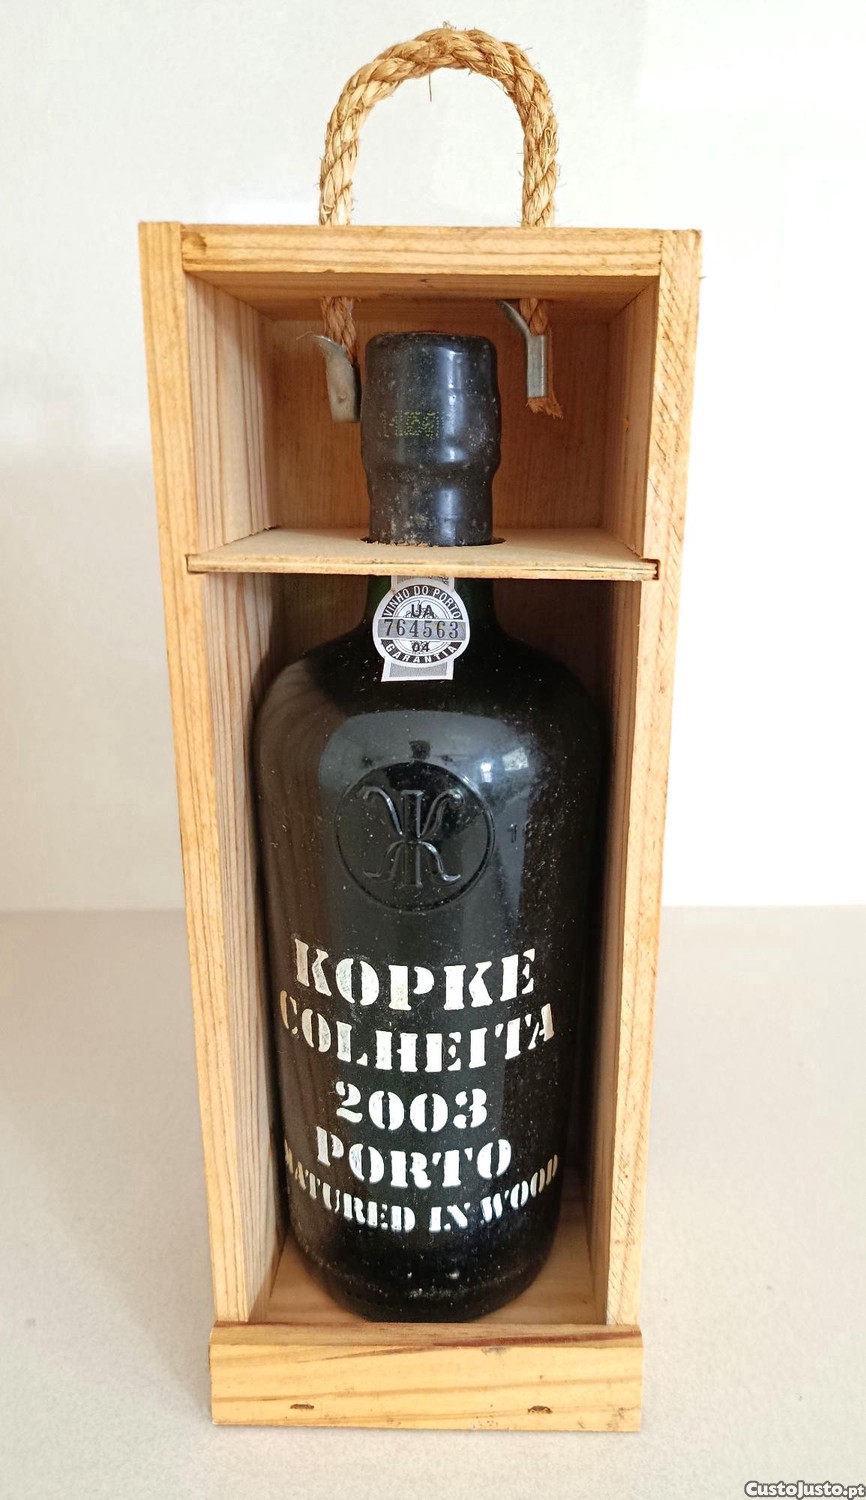 VINHO DO PORTO
UA
764563
04
GARANTIA
KOPKE
COLHEITA
2003
PORTO
MATURED IN WOOD
CustoJusto.pt